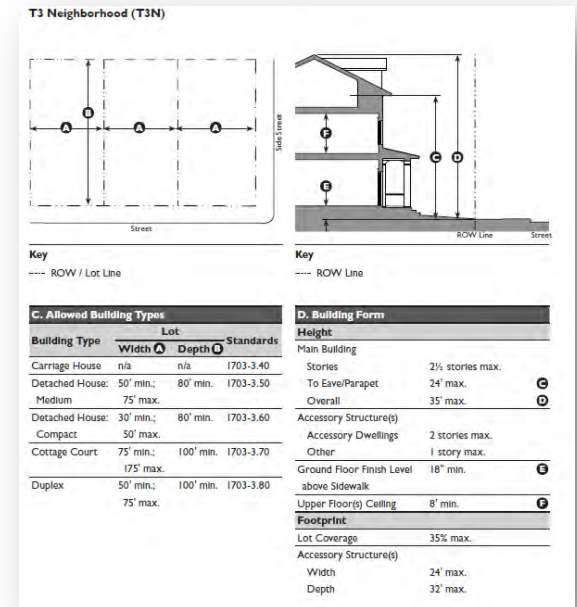 T3 Neighborhood (T3N)
B
A
A
A
Side Street
Street
Key
ROW / Lot Line
F
E
C
D
ROW Line
Street
Key
ROW Line
C. Allowed Building Types
Building Type
Lot
Width A Depth B
Standards
Carriage House n/a n/a 1703-3.40
Detached House: 50' min.; 80' min. 1703-3.50
Medium 75' max.
Detached House: 30' min.; 80' min. 1703-3.60
Compact 50' max.
Cottage Court 75' min.; 100' min. 1703-3.70
175' max.
Duplex 50' min.; 100' min. 1703-3.80
75' max.
D. Building Form
Height
Main Building
Stories 2½ stories max.
To Eave/Parapet 24' max. C
Overall 35' max. D
Accessory Structure(s)
Accessory Dwellings 2 stories max.
Other 1 story max.
Ground Floor Finish Level 18" min. E
above Sidewalk
Upper Floor(s) Ceiling 8' min. F
Footprint
Lot Coverage 35% max.
Accessory Structure(s)
Width 24' max.
Depth 32' max.